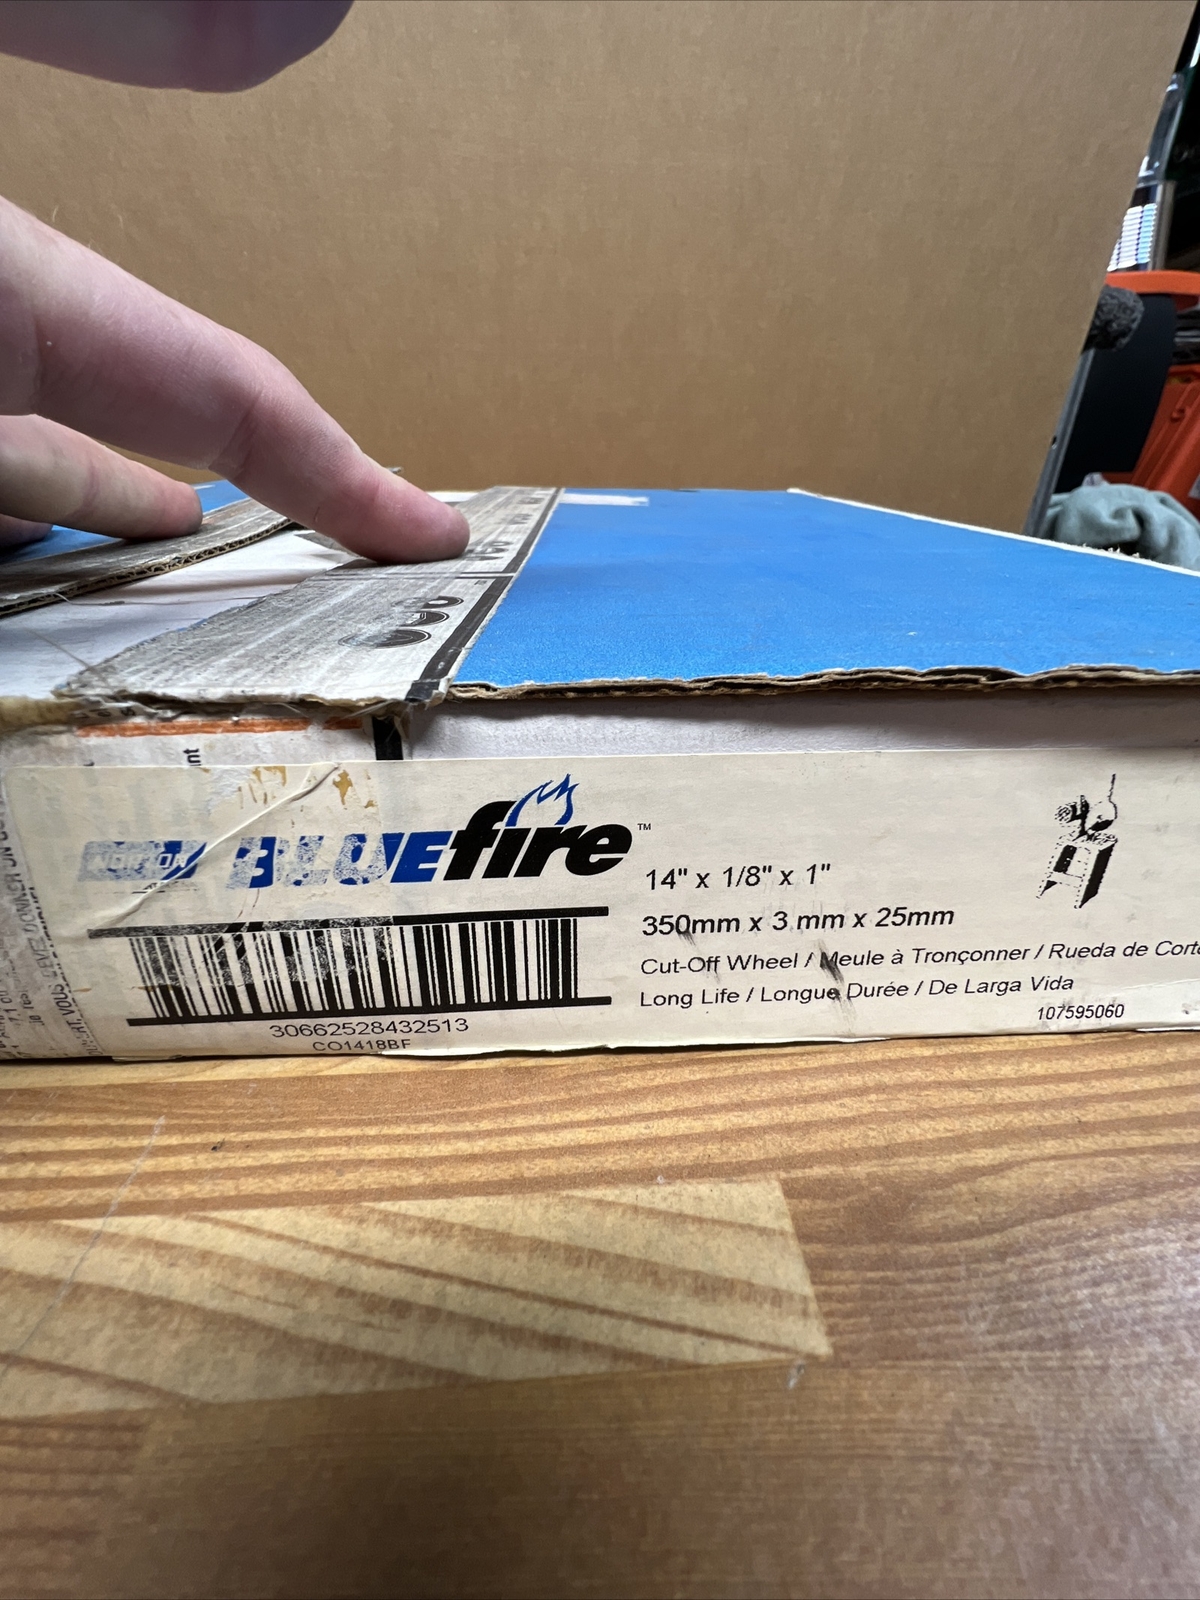 NORTON BLUEfire™
14" x 1/8" x 1"
350mm x 3 mm x 25mm
Cut-Off Wheel / Meule à Tronçonner / Rueda de Corte
Long Life / Longue Durée / De Larga Vida
107595060
30662528432513
CO1418BF